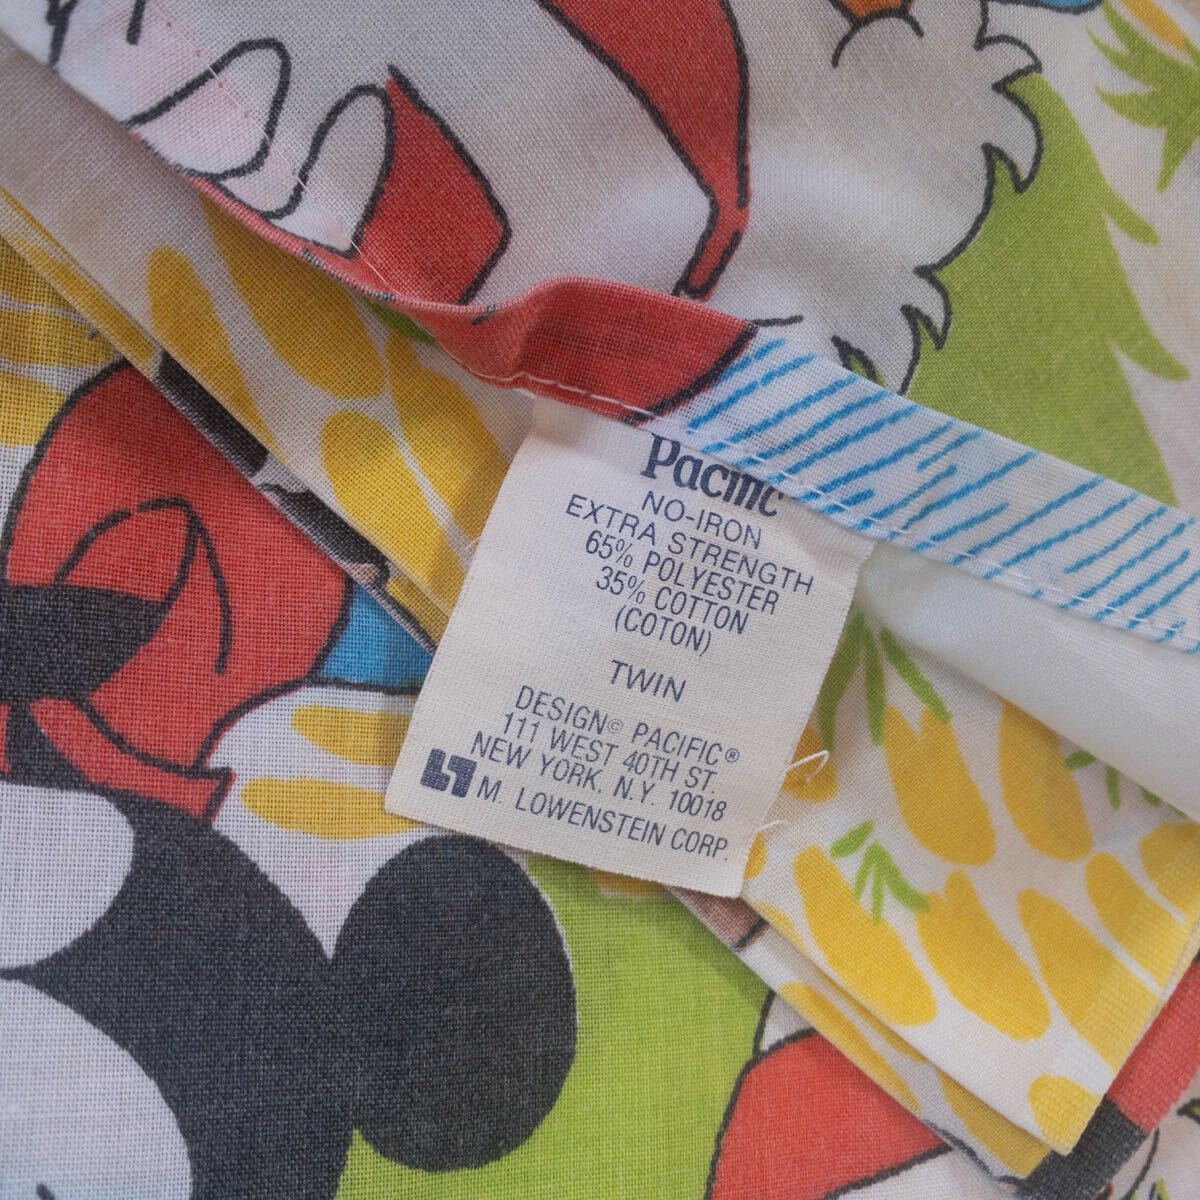 Pacific
NO-IRON
EXTRA STRENGTH
65% POLYESTER
35% COTTON
(COTON)
TWIN
DESIGN© PACIFIC®
111 WEST 40TH ST.
NEW YORK. N.Y. 10018
M. LOWENSTEIN CORP.